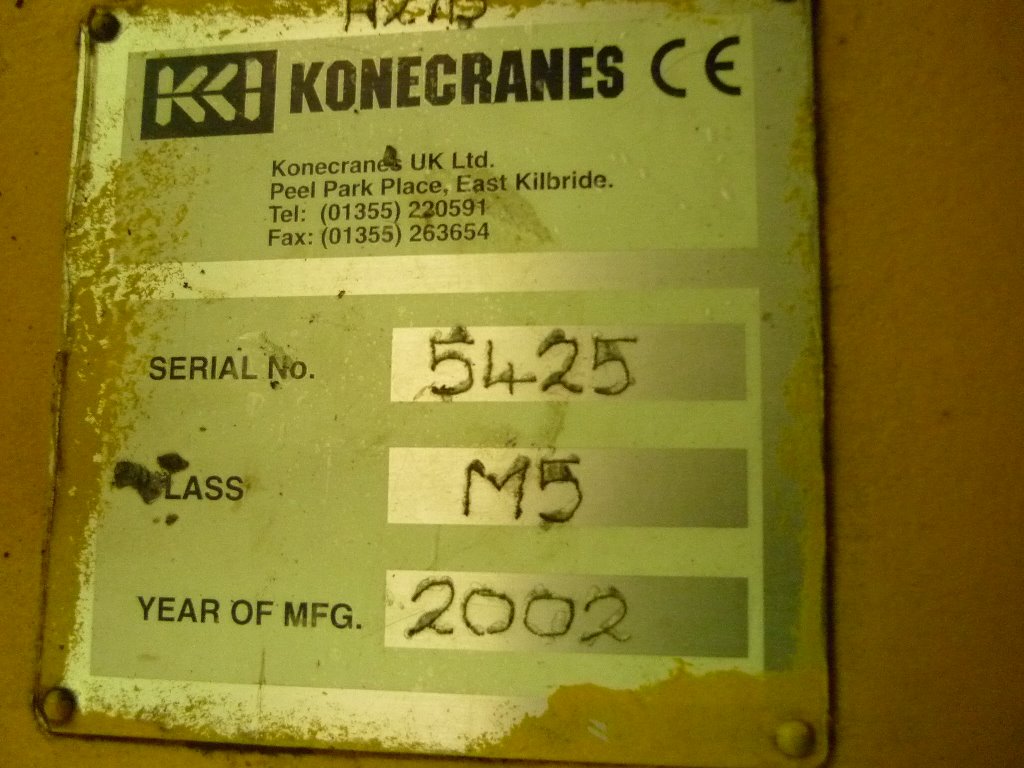 KONECRANES CE
Konecranes UK Ltd.
Peel Park Place, East Kilbride.
Tel: (01355) 220591
Fax: (01355) 263654
SERIAL No. 5425
CLASS M5
YEAR OF MFG. 2002